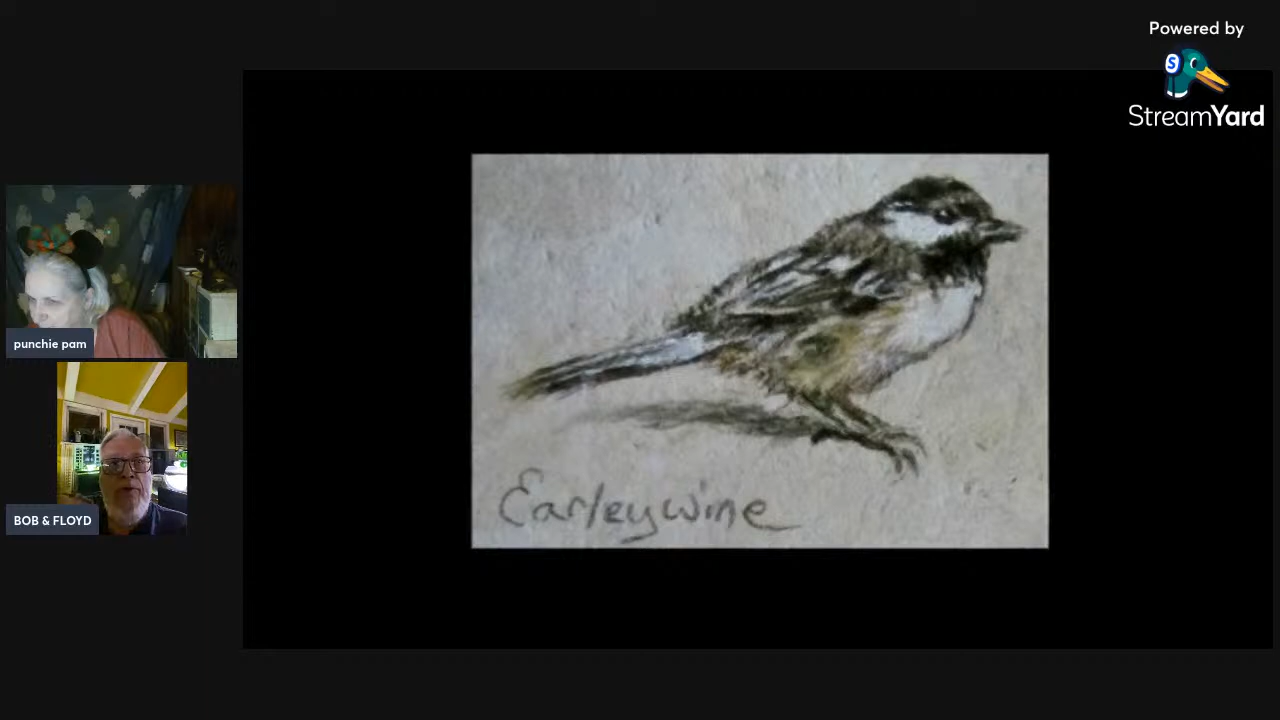 Powered by
S
StreamYard
punchie pam
BOB & FLOYD
Earleywine